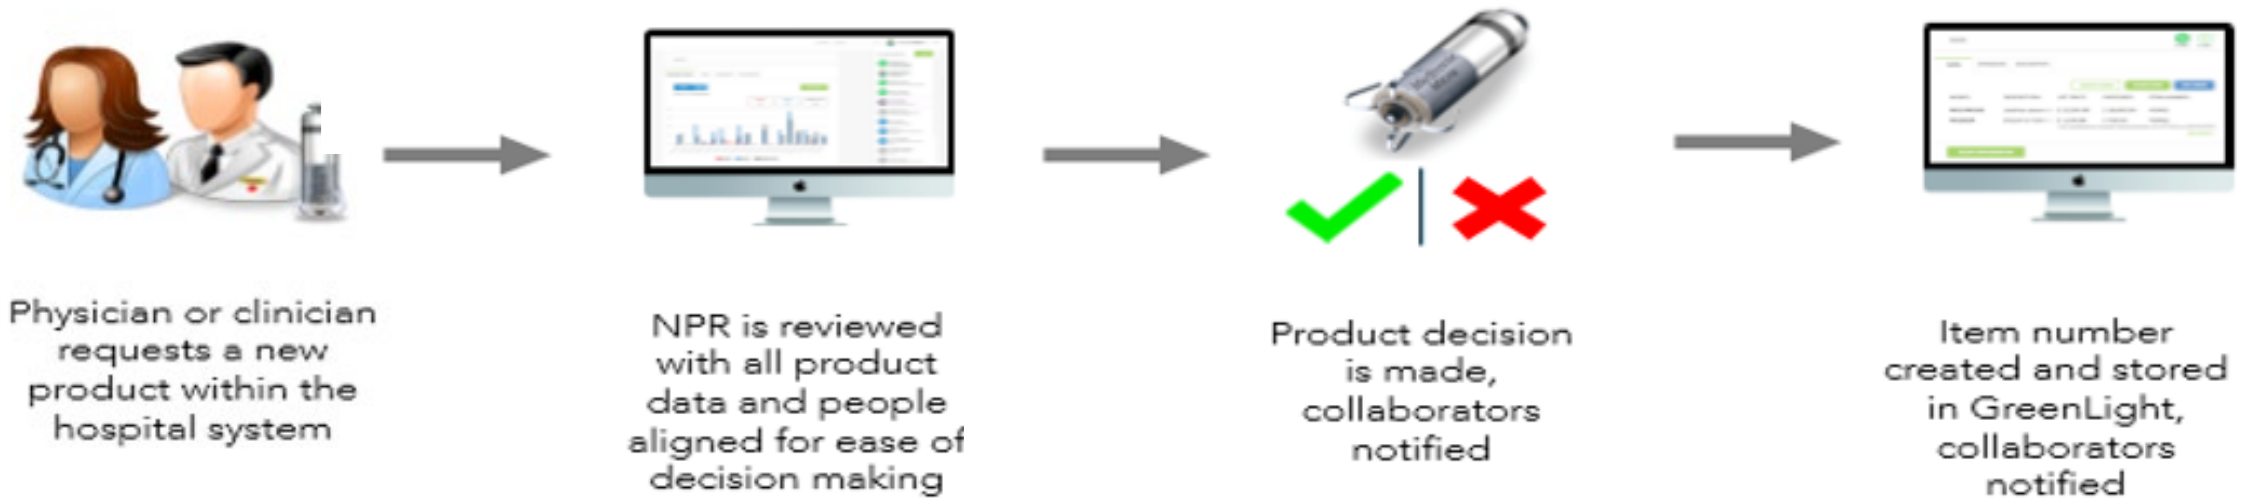 Physician or clinician
requests a new
product within the
hospital system
NPR is reviewed
with all product
data and people
aligned for ease of
decision making
Product decision
is made,
collaborators
notified
Item number
created and stored
in GreenLight,
collaborators
notified